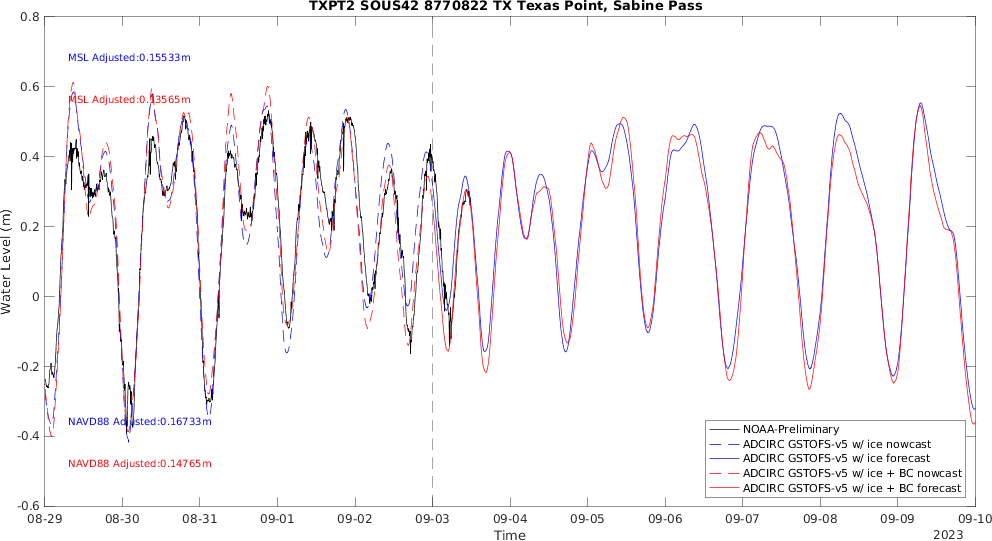 TXPT2 SOUS42 8770822 TX Texas Point, Sabine Pass
0.8
0.6
0.4
0.2
0
-0.2
-0.4
-0.6
Water Level (m)
MSL Adjusted:0.15533m
MSL Adjusted:0.13565m
NAVD88 Adjusted:0.16733m
NAVD88 Adjusted:0.14765m
NOAA-Preliminary
ADCIRC GSTOFS-v5 w/ ice nowcast
ADCIRC GSTOFS-v5 w/ ice forecast
ADCIRC GSTOFS-v5 w/ ice + BC nowcast
ADCIRC GSTOFS-v5 w/ ice + BC forecast
08-29 08-30 08-31 09-01 09-02 09-03 09-04 09-05 09-06 09-07 09-08 09-09 09-10
Time
2023